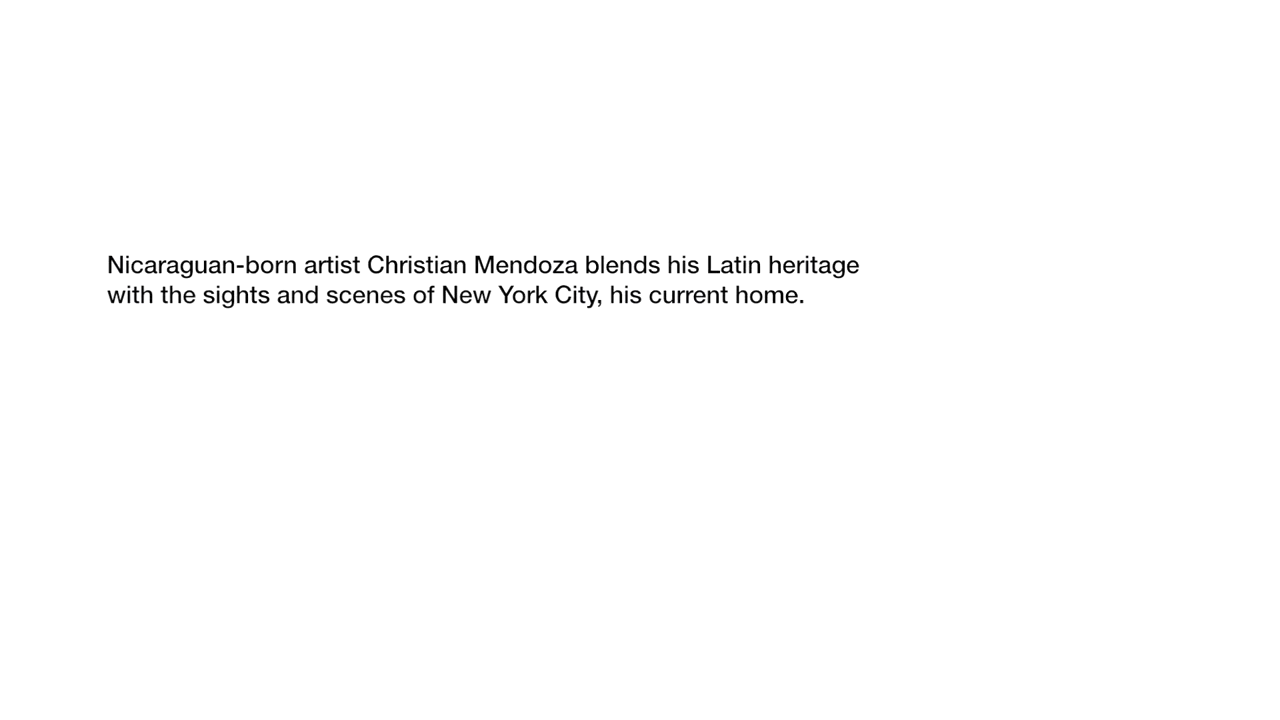 Nicaraguan-born artist Christian Mendoza blends his Latin heritage
with the sights and scenes of New York City, his current home.